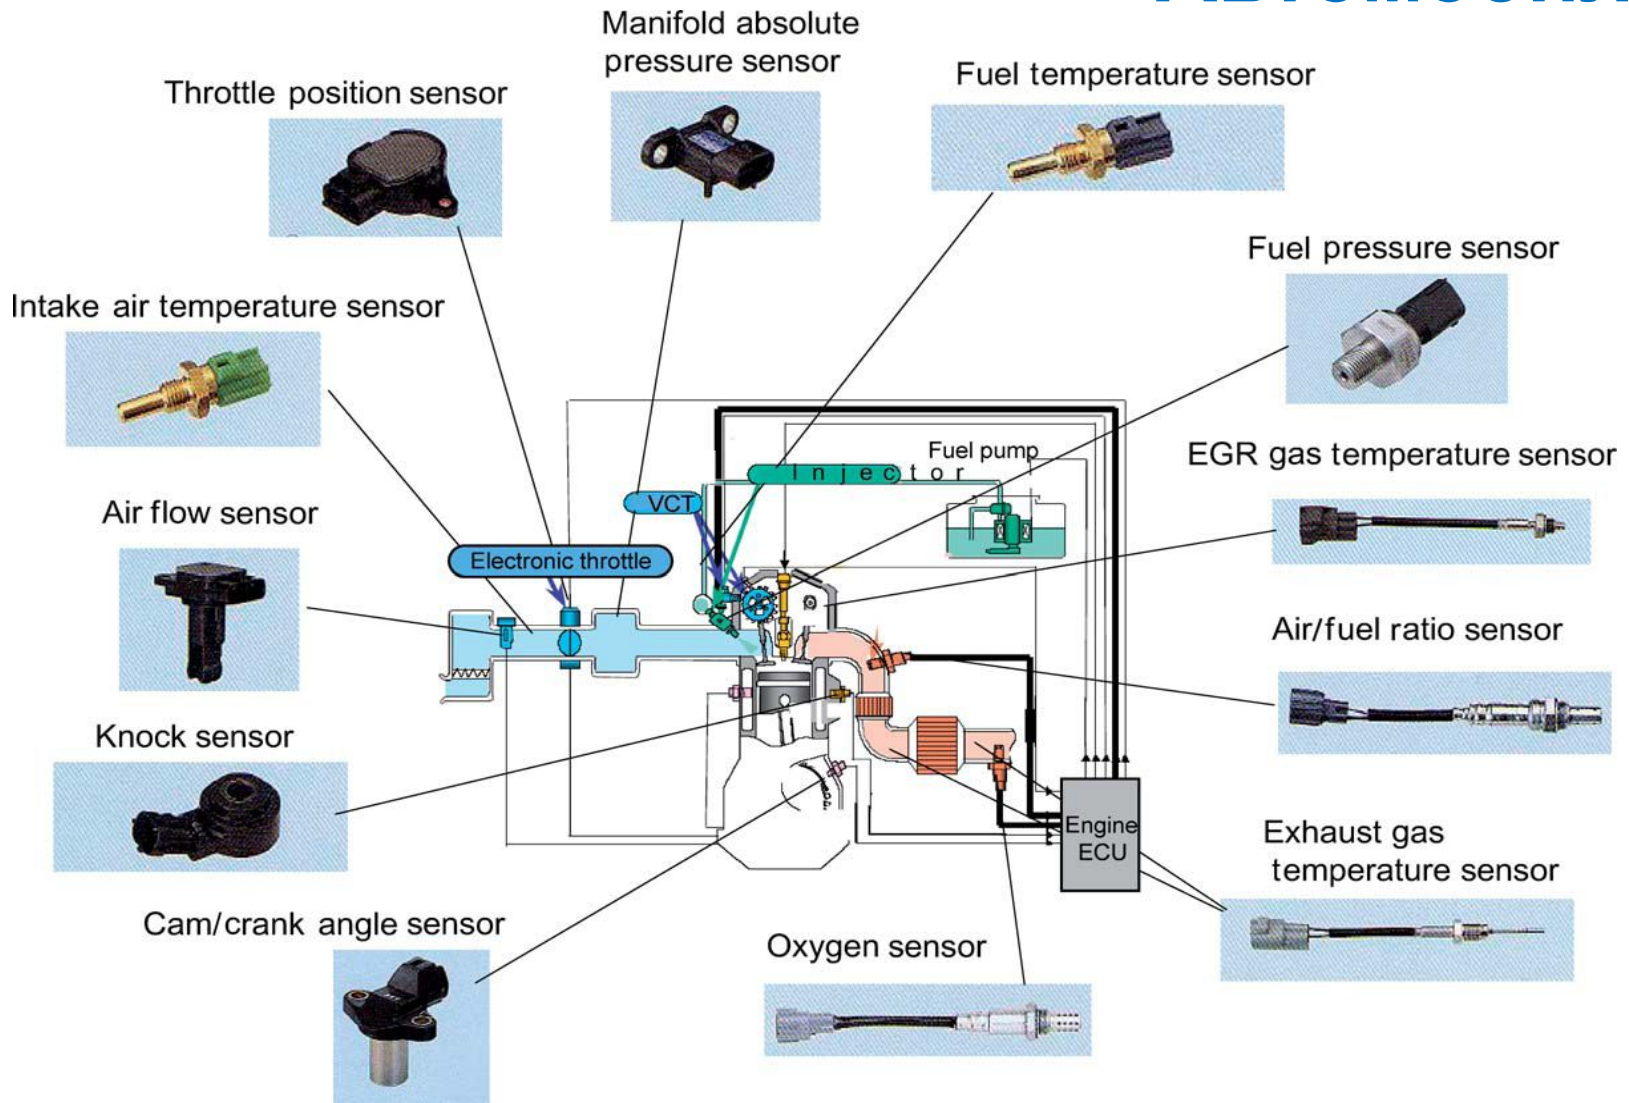 Manifold absolute
pressure sensor
Throttle position sensor
Fuel temperature sensor
Fuel pressure sensor
Intake air temperature sensor
Fuel pump
Injector
EGR gas temperature sensor
VCT
Air flow sensor
Electronic throttle
Air/fuel ratio sensor
Knock sensor
Engine
ECU
Exhaust gas
temperature sensor
Cam/crank angle sensor
Oxygen sensor